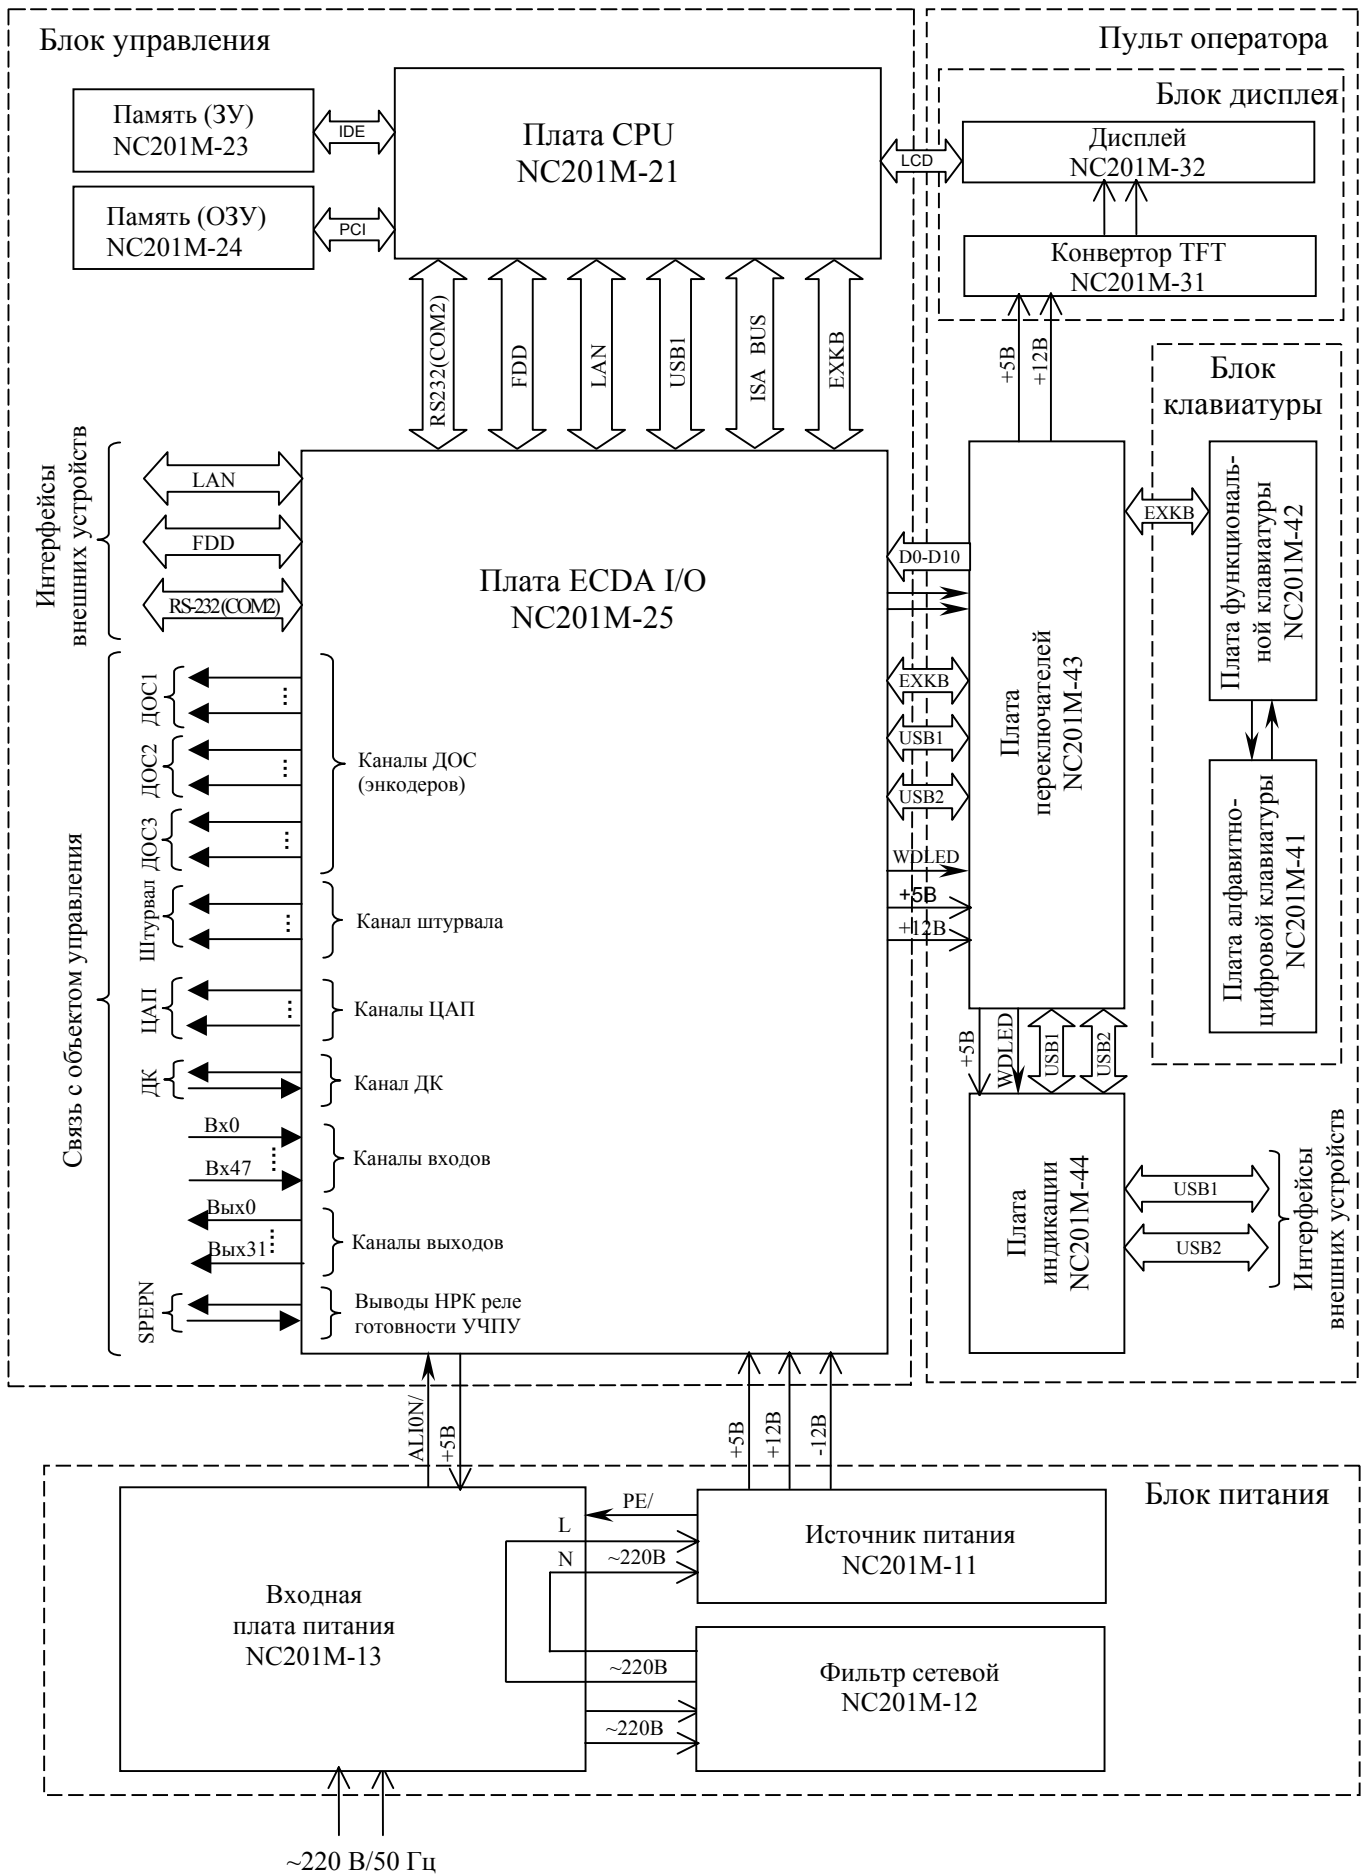 Блок управления
Пульт оператора
Блок дисплея
Память (ЗУ)
NC201M-23
IDE
Плата CPU
NC201M-21
LCD
Дисплей
NC201M-32
Память (ОЗУ)
NC201M-24
PCI
Конвертор TFT
NC201M-31
RS232(COM2)
FDD
LAN
USB1
ISA BUS
EXKB
+5В
+12В
Блок
клавиатуры
Интерфейсы
внешних устройств
LAN
FDD
RS-232(COM2)
Плата ECDA I/O
NC201M-25
D0-D10
EXKB
USB1
USB2
WDLED
+5В
+12В
Плата
переключателей
NC201M-43
EXKB
Плата функциональ-
ной клавиатуры
NC201M-42
Плата алфавитно-
цифровой клавиатуры
NC201M-41
Связь с объектом управления
ДОС1
...
ДОС2
...
ДОС3
...
Каналы ДОС
(энкодеров)
Штурвал
...
Канал штурвала
ЦАП
...
Каналы ЦАП
ДК
Канал ДК
Вх0
...
Вх47
Каналы входов
Вых0
...
Вых31
Каналы выходов
SPEPN
Выводы НРК реле
готовности УЧПУ
+5В
WDLED
USB1
USB2
Плата
индикации
NC201M-44
USB1
USB2
Интерфейсы
внешних устройств
ALI0N/
+5В
+5В
+12В
-12В
Блок питания
Входная
плата питания
NC201M-13
PE/
L
N
~220В
Источник питания
NC201M-11
~220В
~220В
Фильтр сетевой
NC201M-12
~220 В/50 Гц